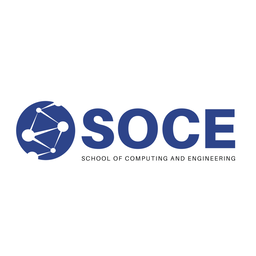 SOCE
SCHOOL OF COMPUTING AND ENGINEERING